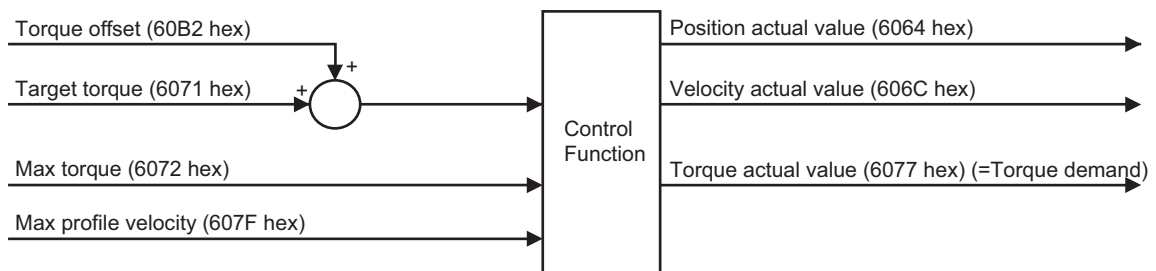 Torque offset (60B2 hex)
+
Target torque (6071 hex)
+
Max torque (6072 hex)
Max profile velocity (607F hex)
Control
Function
Position actual value (6064 hex)
Velocity actual value (606C hex)
Torque actual value (6077 hex) (=Torque demand)